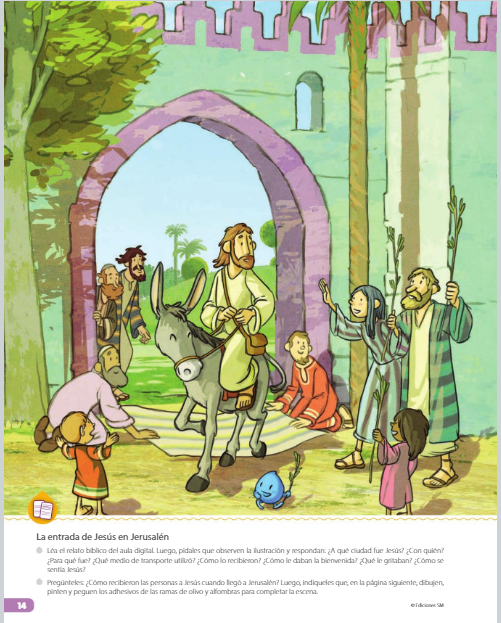 La entrada de Jesús en Jerusalén
Lea el relato bíblico del aula digital. Luego, pídales que observen la ilustración y respondan: ¿A qué ciudad fue Jesús? ¿Con quién?
¿Para qué fue? ¿Qué medio de transporte utilizó? ¿Cómo lo recibieron? ¿Cómo le daban la bienvenida? ¿Qué le gritaban? ¿Cómo se
sentía Jesús?
Pregúnteles: ¿Cómo recibieron las personas a Jesús cuando llegó a Jerusalén? Luego, indíqueles que, en la página siguiente, dibujen,
pinten y peguen los adhesivos de las ramas de olivo y alfombras para completar la escena.
14
© Ediciones SM